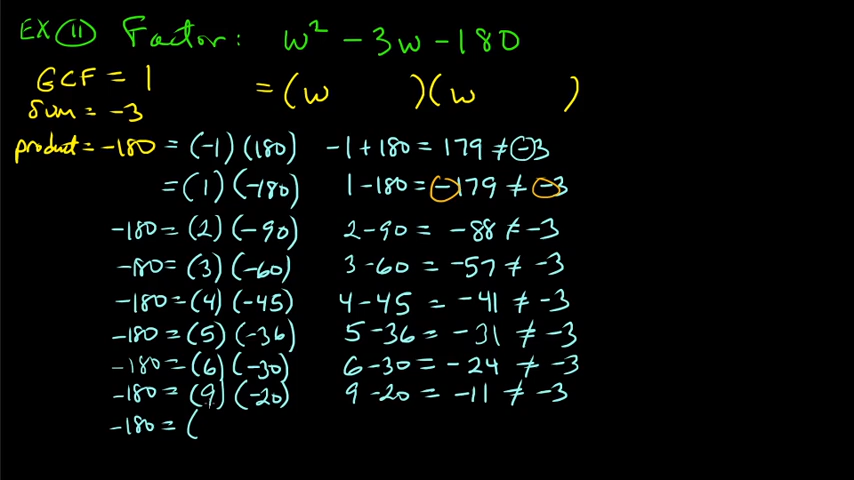 EX (11) Factor: w² - 3w - 180
GCF = 1
= (w )(w )
sum = -3
product = -180 = (-1)(180) -1 + 180 = 179 ≠ -3
= (1)(-180) 1 - 180 = -179 ≠ -3
-180 = (2)(-90) 2 - 90 = -88 ≠ -3
-180 = (3)(-60) 3 - 60 = -57 ≠ -3
-180 = (4)(-45) 4 - 45 = -41 ≠ -3
-180 = (5)(-36) 5 - 36 = -31 ≠ -3
-180 = (6)(-30) 6 - 30 = -24 ≠ -3
-180 = (9)(-20) 9 - 20 = -11 ≠ -3
-180 = (